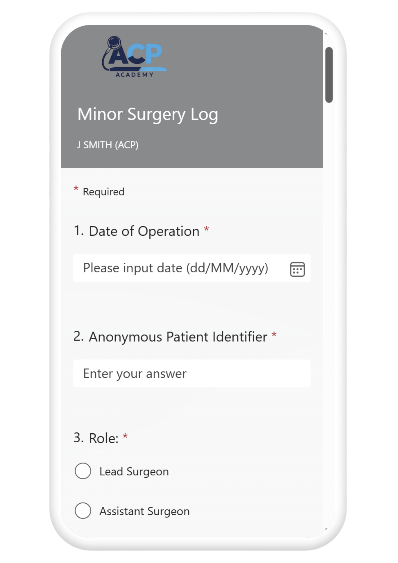 ACP
ACADEMY
Minor Surgery Log
J SMITH (ACP)
* Required
1. Date of Operation *
Please input date (dd/MM/yyyy)
2. Anonymous Patient Identifier *
Enter your answer
3. Role: *
Lead Surgeon
Assistant Surgeon